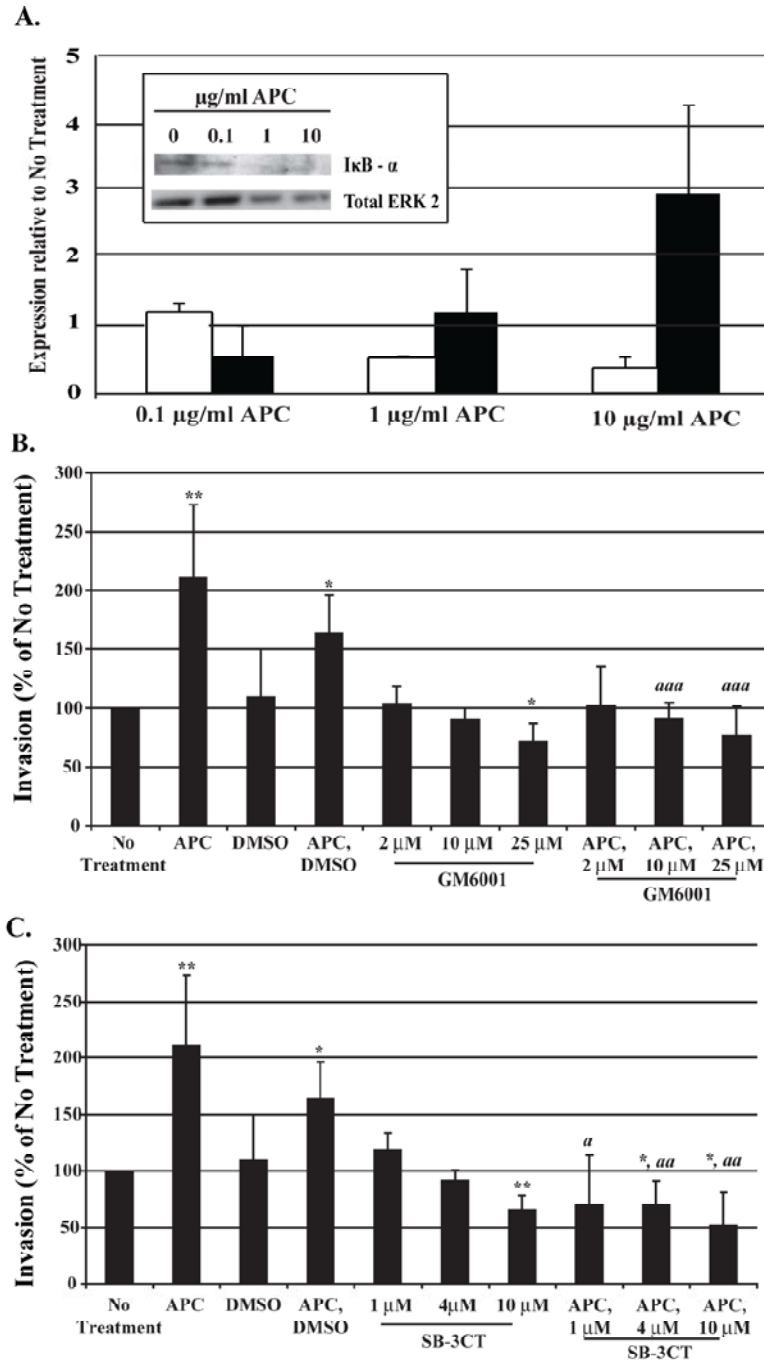 A.
Expression relative to No Treatment
5
4
3
2
1
0
μg/ml APC
0 0.1 1 10
IκB - α
Total ERK 2
0.1 μg/ml APC 1 μg/ml APC 10 μg/ml APC
B.
Invasion (% of No Treatment)
300
250
200
150
100
50
0
** * * aaa aaa
No Treatment APC DMSO APC, DMSO 2 μM 10 μM 25 μM APC, 2 μM APC, 10 μM APC, 25 μM
GM6001 GM6001
C.
Invasion (% of No Treatment)
300
250
200
150
100
50
0
** * ** a *, aa *, aa
No Treatment APC DMSO APC, DMSO 1 μM 4μM 10 μM APC, 1 μM APC, 4 μM APC, 10 μM
SB-3CT SB-3CT